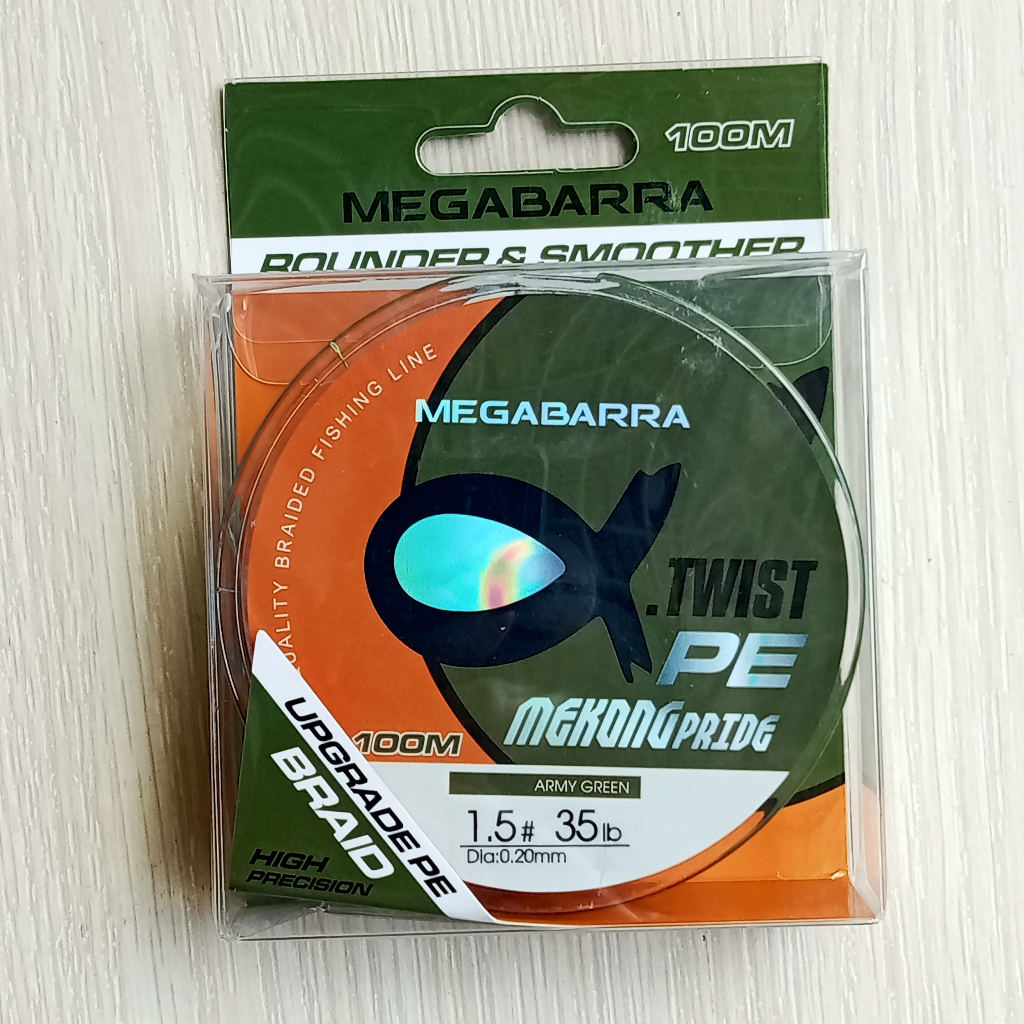 100M
MEGABARRA
ROUNDER & SMOOTHER
QUALITY BRAIDED FISHING LINE
MEGABARRA
.TWIST
PE
MEKONG PRIDE
100M
ARMY GREEN
1.5# 35lb
Dia:0.20mm
UPGRADE PE
BRAID
HIGH
PRECISION